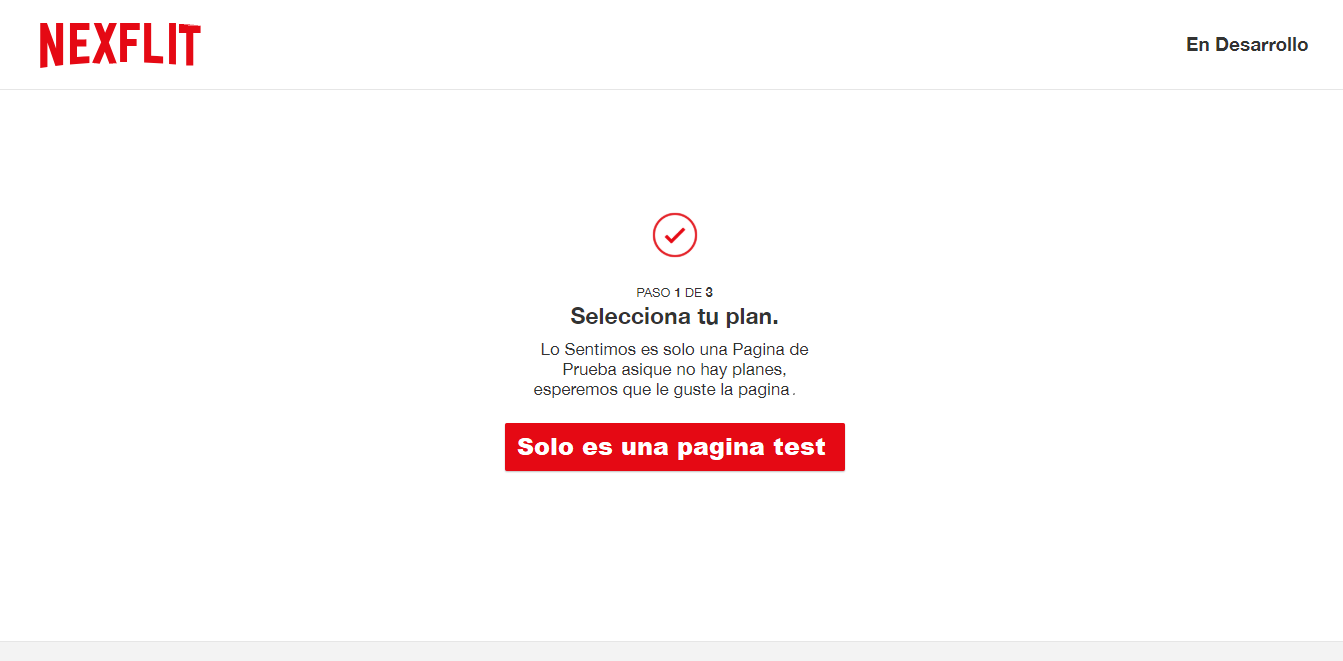 NEXFLIT
En Desarrollo
PASO 1 DE 3
Selecciona tu plan.
Lo Sentimos es solo una Pagina de
Prueba asique no hay planes,
esperemos que le guste la pagina.
Solo es una pagina test